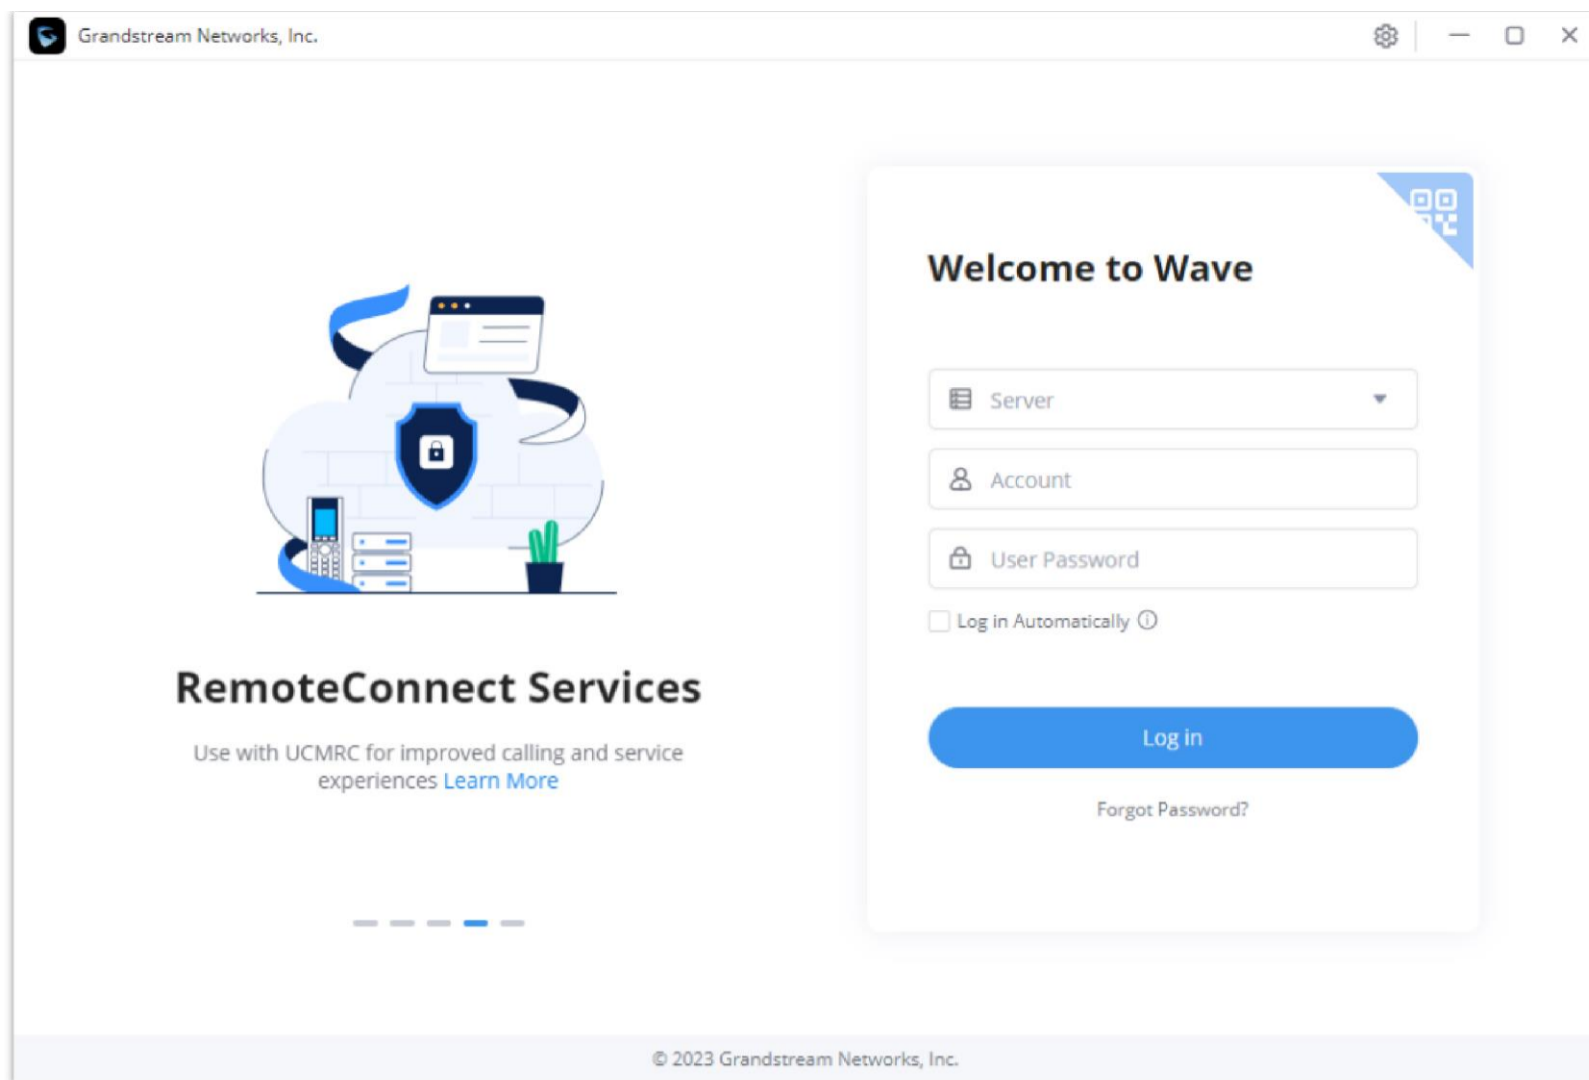 Grandstream Networks, Inc.
RemoteConnect Services
Use with UCMRC for improved calling and service
experiences Learn More
Welcome to Wave
Server
Account
User Password
Log in Automatically
Log in
Forgot Password?
© 2023 Grandstream Networks, Inc.